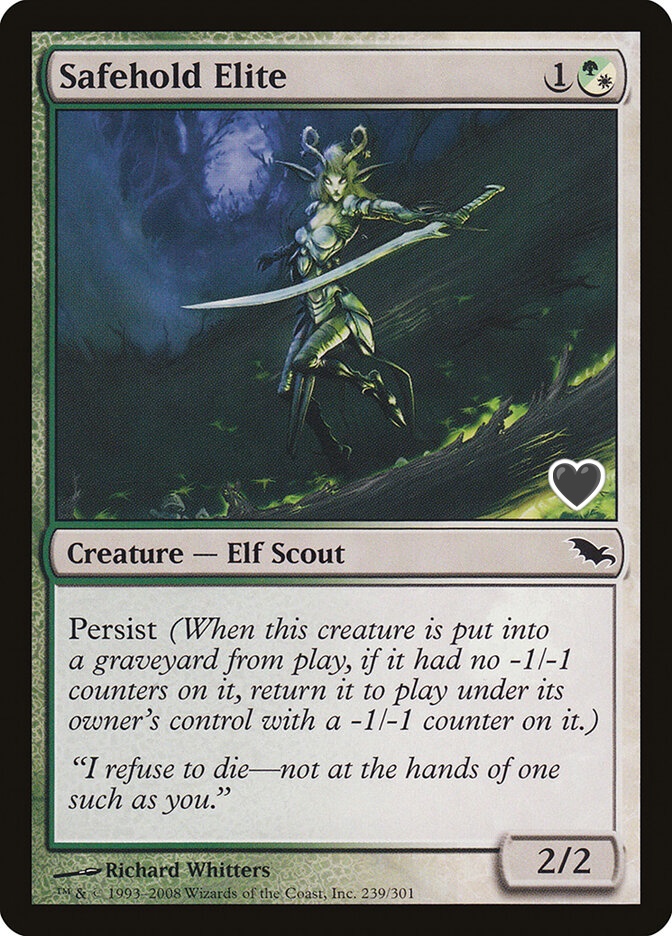 Safehold Elite 1
Creature — Elf Scout
Persist (When this creature is put into
a graveyard from play, if it had no -1/-1
counters on it, return it to play under its
owner's control with a -1/-1 counter on it.)
"I refuse to die—not at the hands of one
such as you."
2/2
Richard Whitters
™ & © 1993–2008 Wizards of the Coast, Inc. 239/301